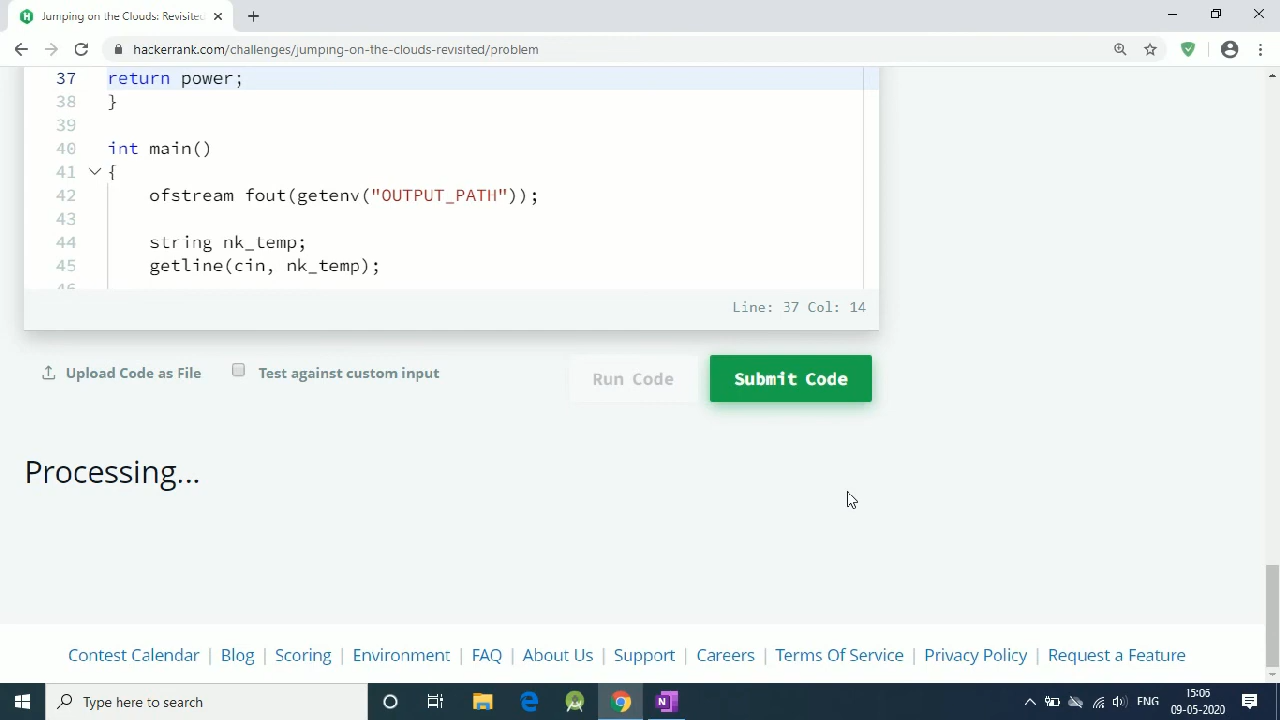 Jumping on the Clouds: Revisited
hackerrank.com/challenges/jumping-on-the-clouds-revisited/problem
37 return power;
38 }
39
40 int main()
41 {
42 ofstream fout(getenv("OUTPUT_PATH"));
43
44 string nk_temp;
45 getline(cin, nk_temp);
46
Line: 37 Col: 14
Upload Code as File Test against custom input Run Code Submit Code
Processing...
Contest Calendar | Blog | Scoring | Environment | FAQ | About Us | Support | Careers | Terms Of Service | Privacy Policy | Request a Feature
Type here to search
ENG
15:06
09-05-2020